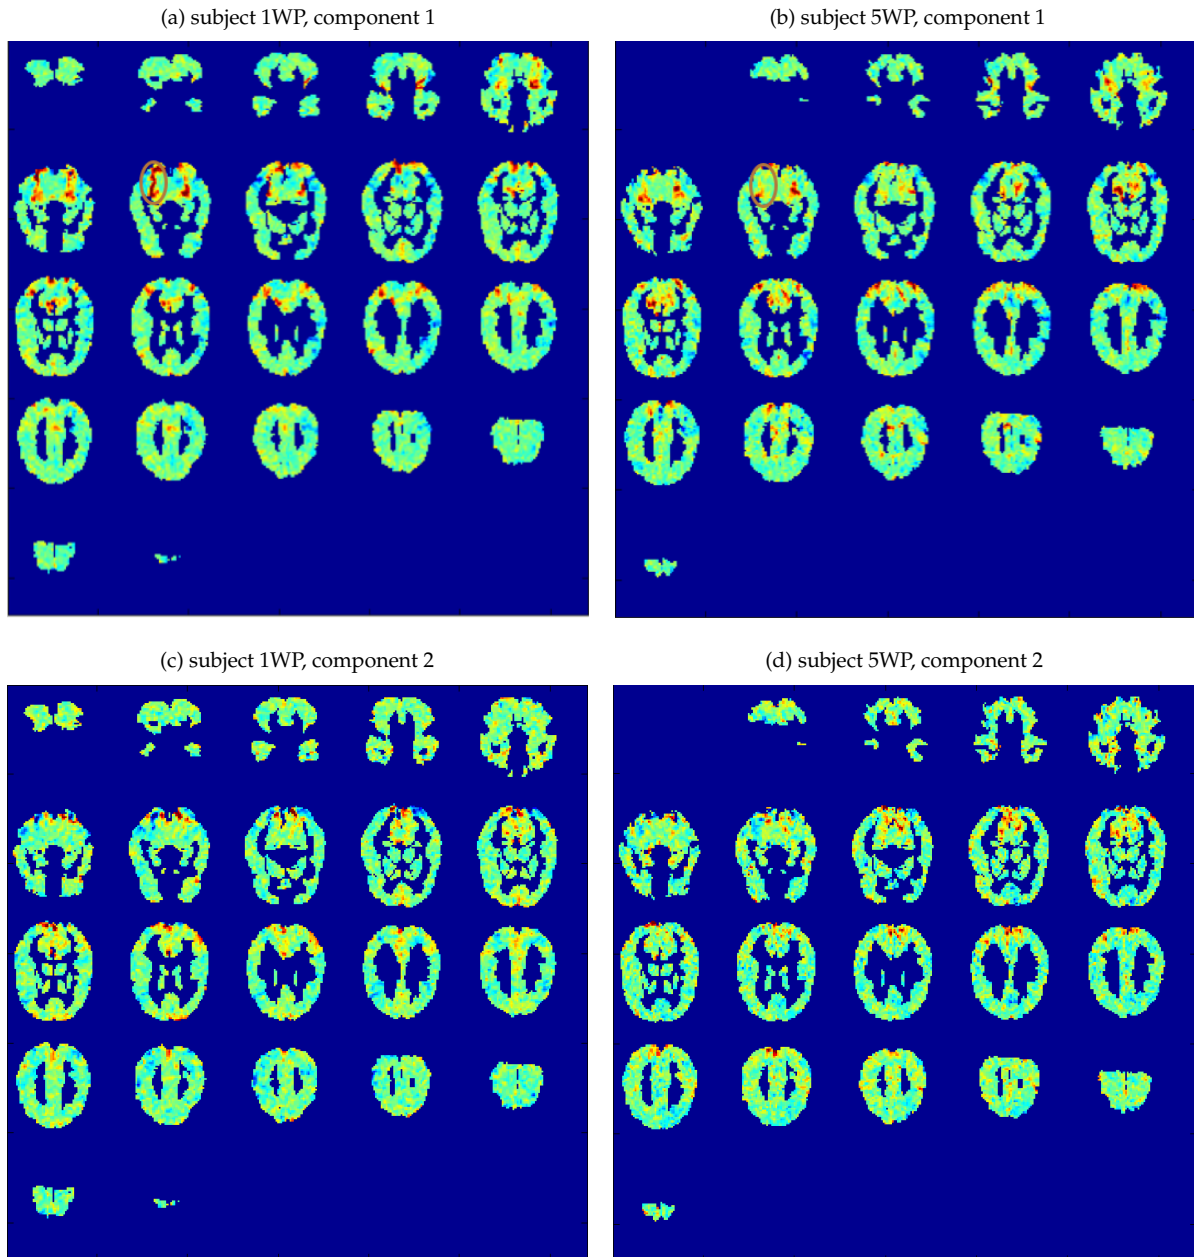 (a) subject 1WP, component 1
(b) subject 5WP, component 1
(c) subject 1WP, component 2
(d) subject 5WP, component 2